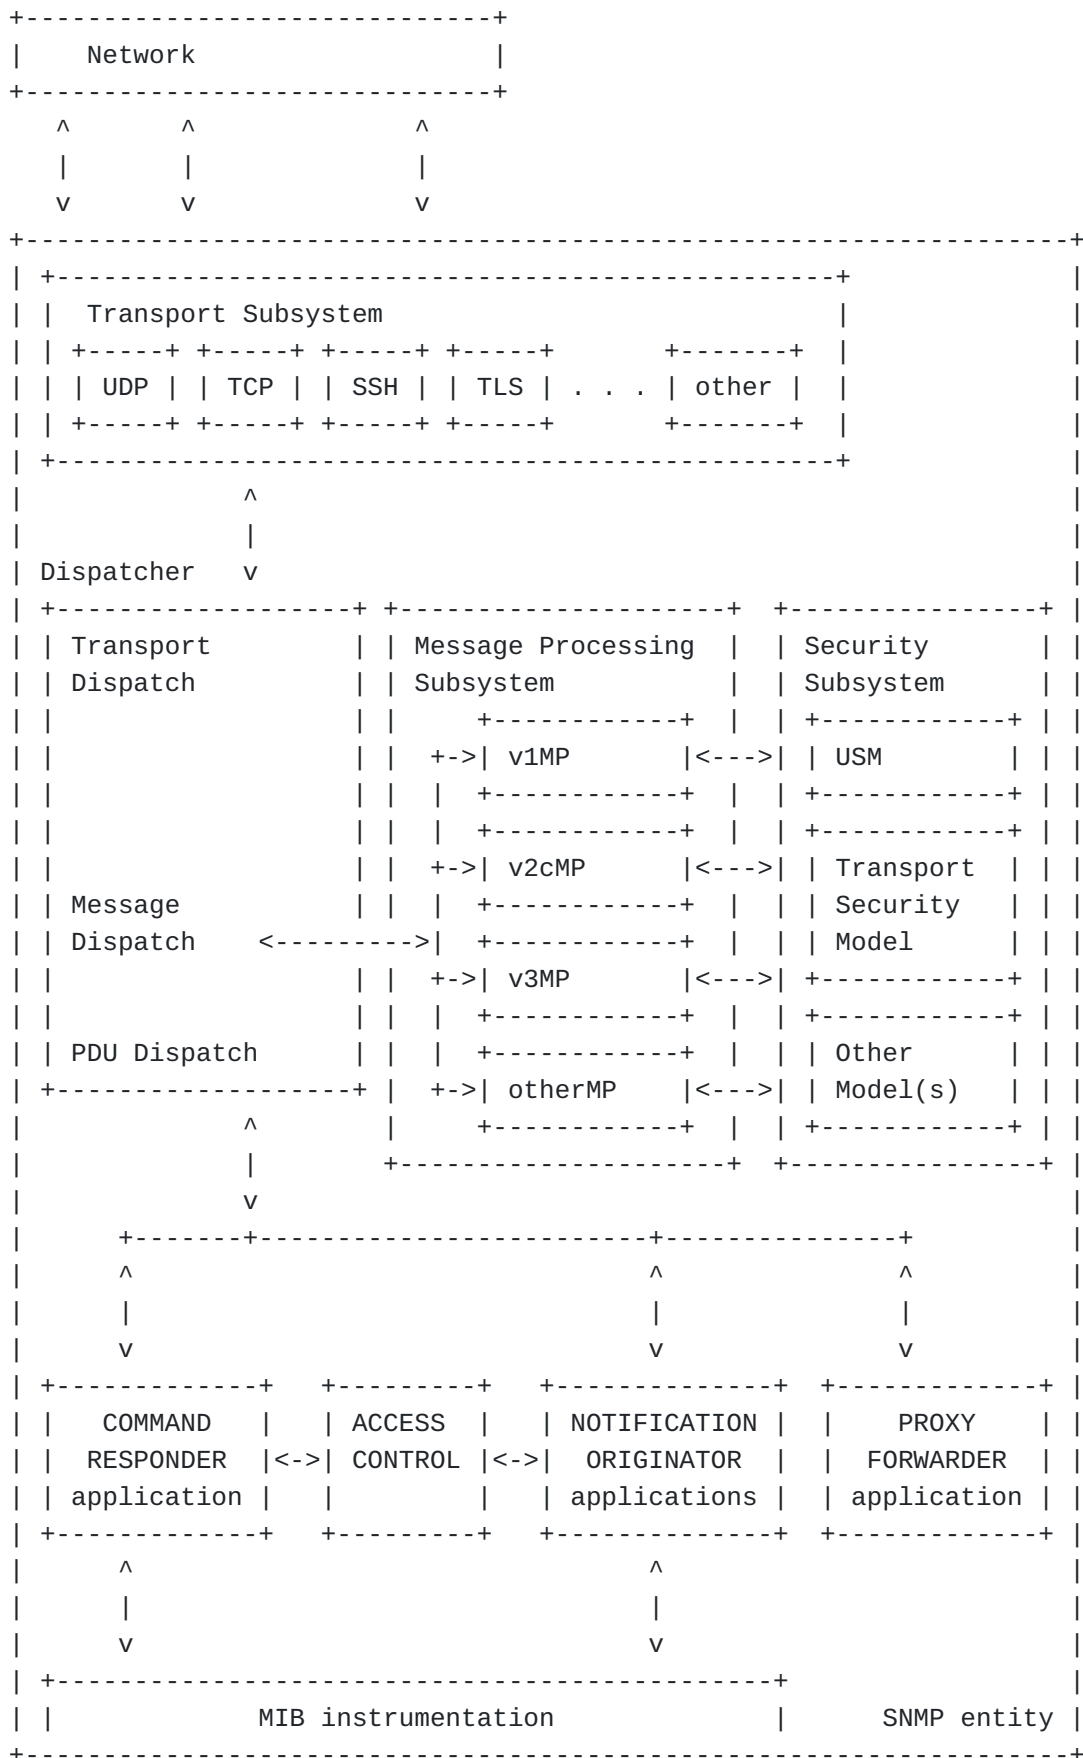 +------------------------------+
|    Network                   |
+------------------------------+
   ^       ^              ^
   |       |              |
   v       v              v
+-------------------------------------------------------------------+
| +--------------------------------------------------+              |
| |  Transport Subsystem                             |              |
| | +-----+ +-----+ +-----+ +-----+       +-------+  |              |
| | | UDP | | TCP | | SSH | | TLS | . . . | other |  |              |
| | +-----+ +-----+ +-----+ +-----+       +-------+  |              |
| +--------------------------------------------------+              |
|              ^                                                    |
|              |                                                    |
| Dispatcher   v                                                    |
| +-------------------+ +---------------------+  +----------------+ |
| | Transport         | | Message Processing  |  | Security       | |
| | Dispatch          | | Subsystem           |  | Subsystem      | |
| |                   | |     +------------+  |  | +------------+ | |
| |                   | |  +->| v1MP       |<--->| | USM        | | |
| |                   | |  |  +------------+  |  | +------------+ | |
| |                   | |  |  +------------+  |  | +------------+ | |
| |                   | |  +->| v2cMP      |<--->| | Transport  | | |
| | Message           | |  |  +------------+  |  | | Security   | | |
| | Dispatch    <--------->|  +------------+  |  | | Model      | | |
| |                   | |  +->| v3MP       |<--->| +------------+ | |
| |                   | |  |  +------------+  |  | +------------+ | |
| | PDU Dispatch      | |  |  +------------+  |  | | Other      | | |
| +-------------------+ |  +->| otherMP    |<--->| | Model(s)   | | |
|              ^        |     +------------+  |  | +------------+ | |
|              |        +---------------------+  +----------------+ |
|              v                                                    |
|      +-------+-------------------------+---------------+          |
|      ^                                 ^               ^          |
|      |                                 |               |          |
|      v                                 v               v          |
| +-------------+   +---------+   +--------------+  +-------------+ |
| |   COMMAND   |   | ACCESS  |   | NOTIFICATION |  |    PROXY    | |
| |  RESPONDER  |<->| CONTROL |<->|  ORIGINATOR  |  |  FORWARDER  | |
| | application |   |         |   | applications |  | application | |
| +-------------+   +---------+   +--------------+  +-------------+ |
|      ^                                 ^                          |
|      |                                 |                          |
|      v                                 v                          |
| +----------------------------------------------+                  |
| |             MIB instrumentation              |      SNMP entity |
+-------------------------------------------------------------------+